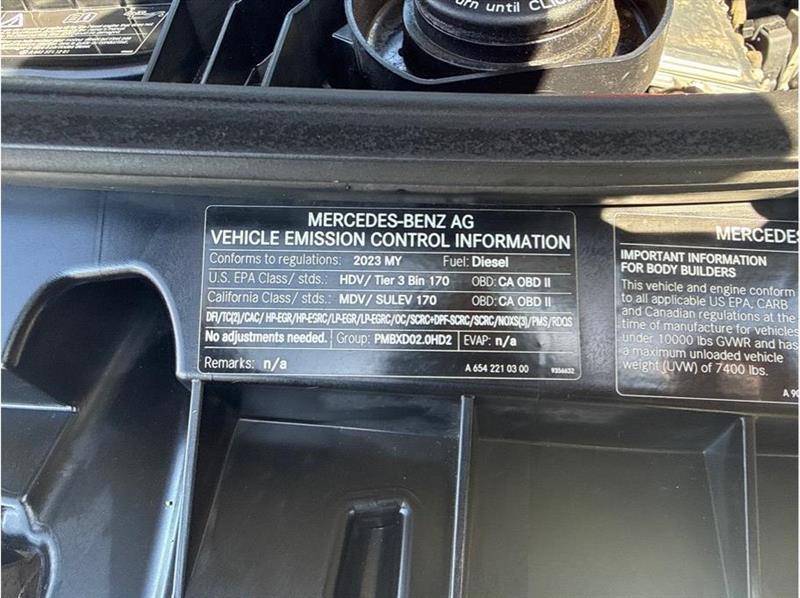 urn until CLIC
MERCEDES-BENZ AG
VEHICLE EMISSION CONTROL INFORMATION
Conforms to regulations: 2023 MY Fuel: Diesel
U.S. EPA Class/ stds.: HDV/ Tier 3 Bin 170 OBD: CA OBD II
California Class/ stds.: MDV/ SULEV 170 OBD: CA OBD II
DFI/TC(2)/CAC/ HP-EGR/HP-EGRC/LP-EGR/LP-EGRC/OC/SCRC+DPF-SCRC/SCRC/NOXS(3)/PMS/RDQS
No adjustments needed. Group: PMBXD02.0HD2 EVAP: n/a
Remarks: n/a A 654 221 03 00 9356632
MERCEDES
IMPORTANT INFORMATION
FOR BODY BUILDERS
This vehicle and engine conform
to all applicable US EPA, CARB
and Canadian regulations at the
time of manufacture for vehicles
under 10000 lbs GVWR and has
a maximum unloaded vehicle
weight (UVW) of 7400 lbs.
A 90